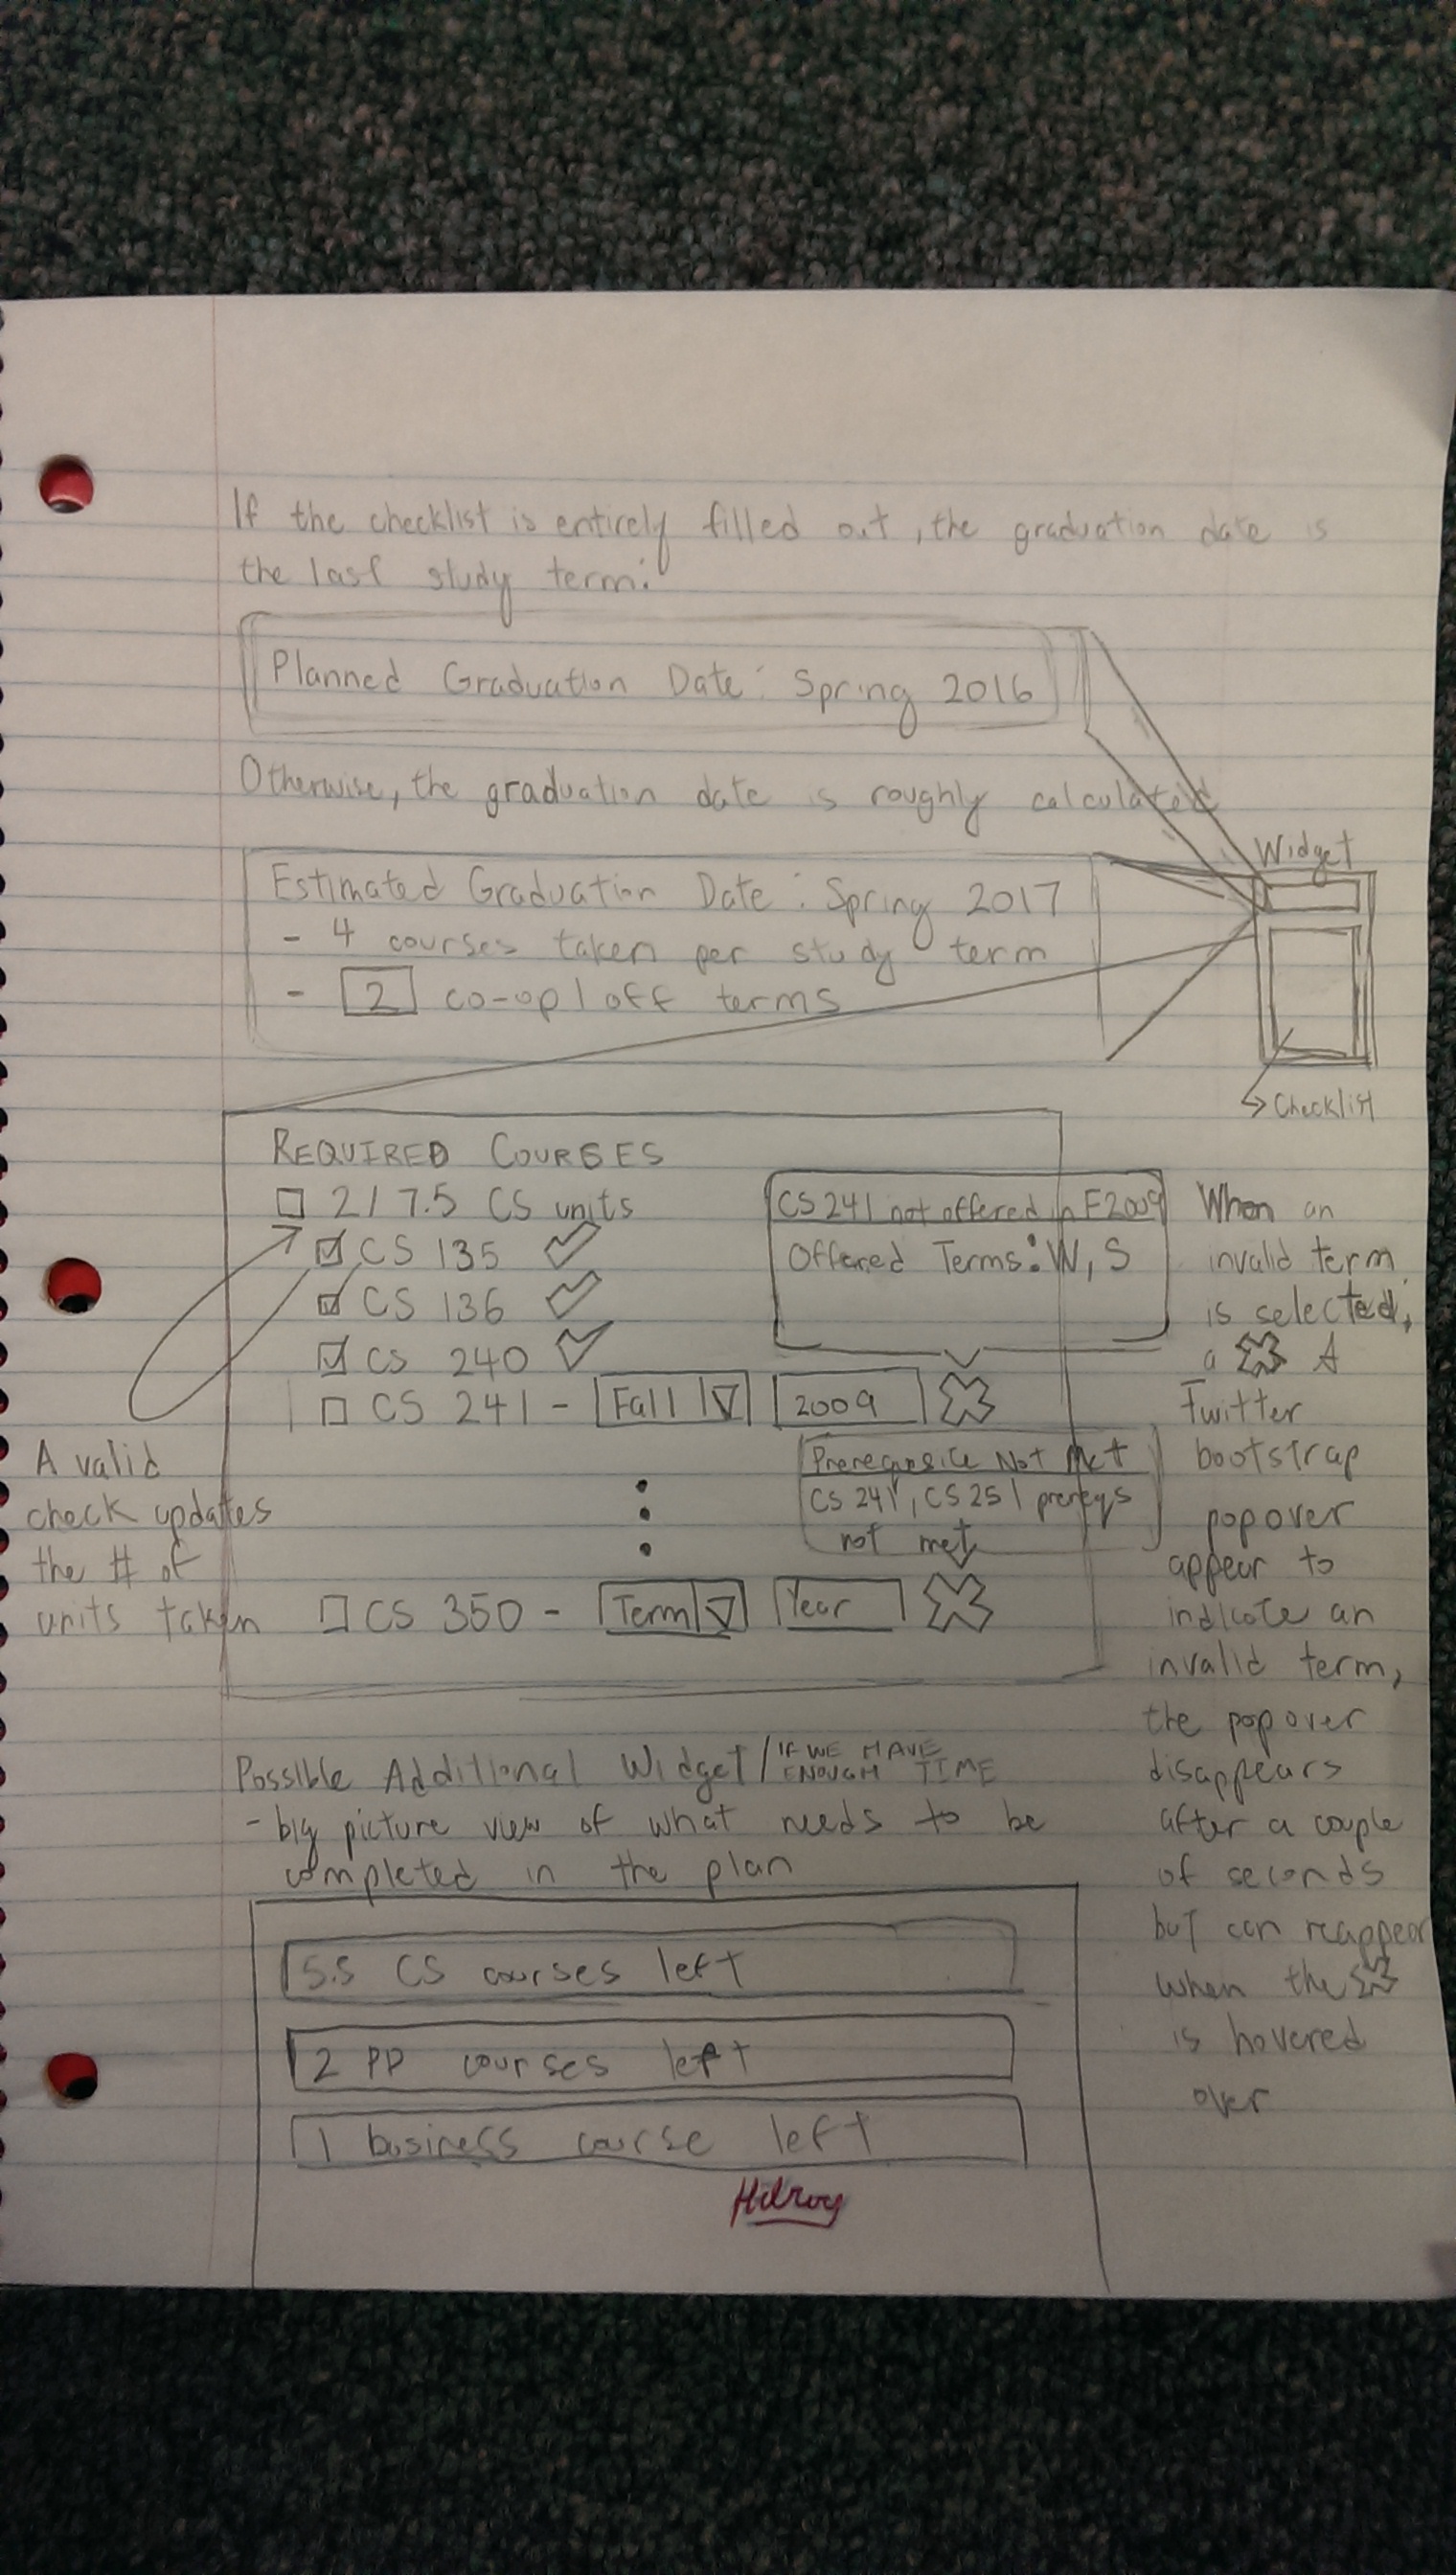 If the checklist is entirely filled out, the graduation date is
the last study term:
Planned Graduation Date: Spring 2016
Otherwise, the graduation date is roughly calculated
Widget
Estimated Graduation Date: Spring 2017
- 4 courses taken per study term
- 2 co-op/off terms
Checklist
REQUIRED COURSES
2/7.5 CS units
CS 135
CS 136
CS 240
CS 241 - Fall 2009
CS 350 - Term Year
CS 241 not offered in F2009
Offered Terms: W, S
Prerequisite Not Met
CS 241, CS 251 prereqs
not met
A valid
check updates
the # of
units taken
When an
invalid term
is selected,
a A
Twitter
bootstrap
popover
appear to
indicate an
invalid term,
the popover
disappears
after a couple
of seconds
but can reappear
when the
is hovered
over
Possible Additional Widget / IF WE HAVE
ENOUGH TIME
- big picture view of what needs to be
completed in the plan
5.5 CS courses left
2 PD courses left
1 business course left
Hilroy